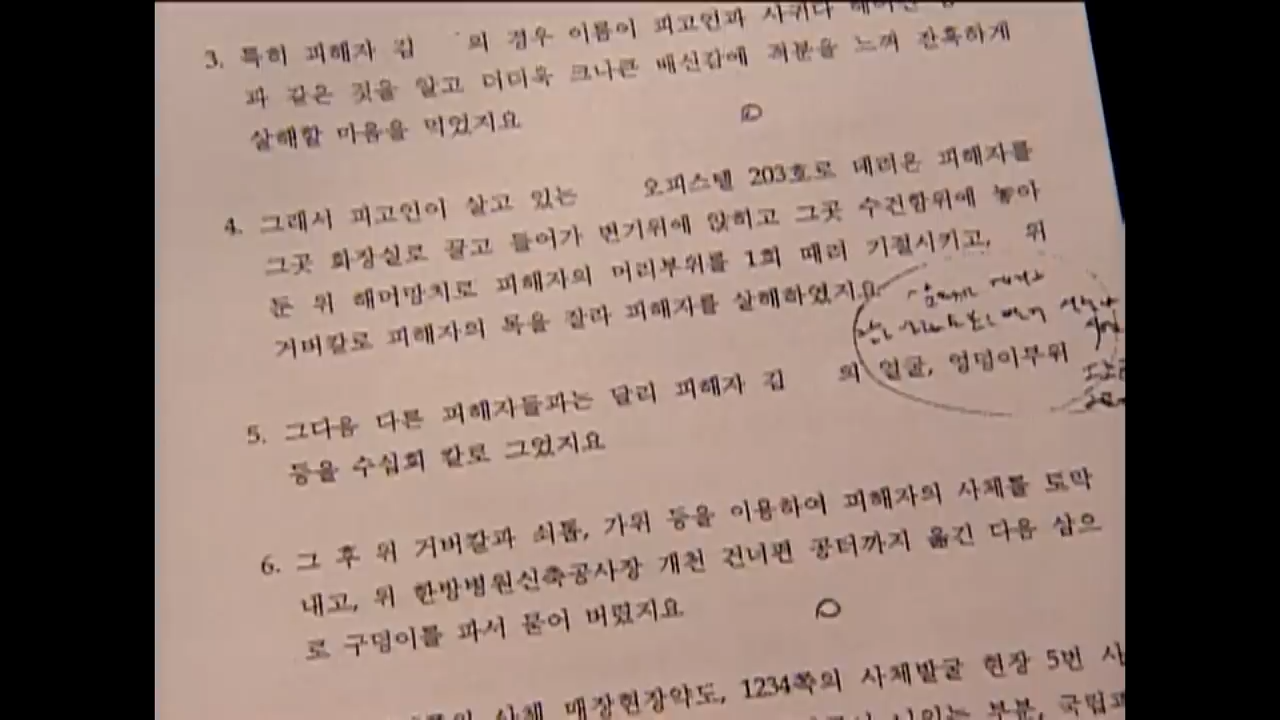 3. 특히 피해자 김 의 경우 이름이 피고인과 사귀다
과 같은 것을 알고 더더욱 크나큰 배신감에 격분을 느껴 잔혹하게
살해할 마음을 먹었지요
4. 그래서 피고인이 살고 있는 오피스텔 203호로 데려온 피해자를
그곳 화장실로 끌고 들어가 변기위에 앉히고 그곳 수건함위에 놓아
둔 위 해머망치로 피해자의 머리부위를 1회 때려 기절시키고, 위
거버칼로 피해자의 목을 잘라 피해자를 살해하였지요
5. 그다음 다른 피해자들과는 달리 피해자 김 의 얼굴, 엉덩이부위
등을 수십회 칼로 그었지요
6. 그 후 위 거버칼과 쇠톱, 가위 등을 이용하여 피해자의 사체를 토막
내고, 위 한방병원신축공사장 개천 건너편 공터까지 옮긴 다음 삽으
로 구덩이를 파서 묻어 버렸지요
사체 매장현장약도, 1234쪽의 사체발굴 현장 5번 사
부분,